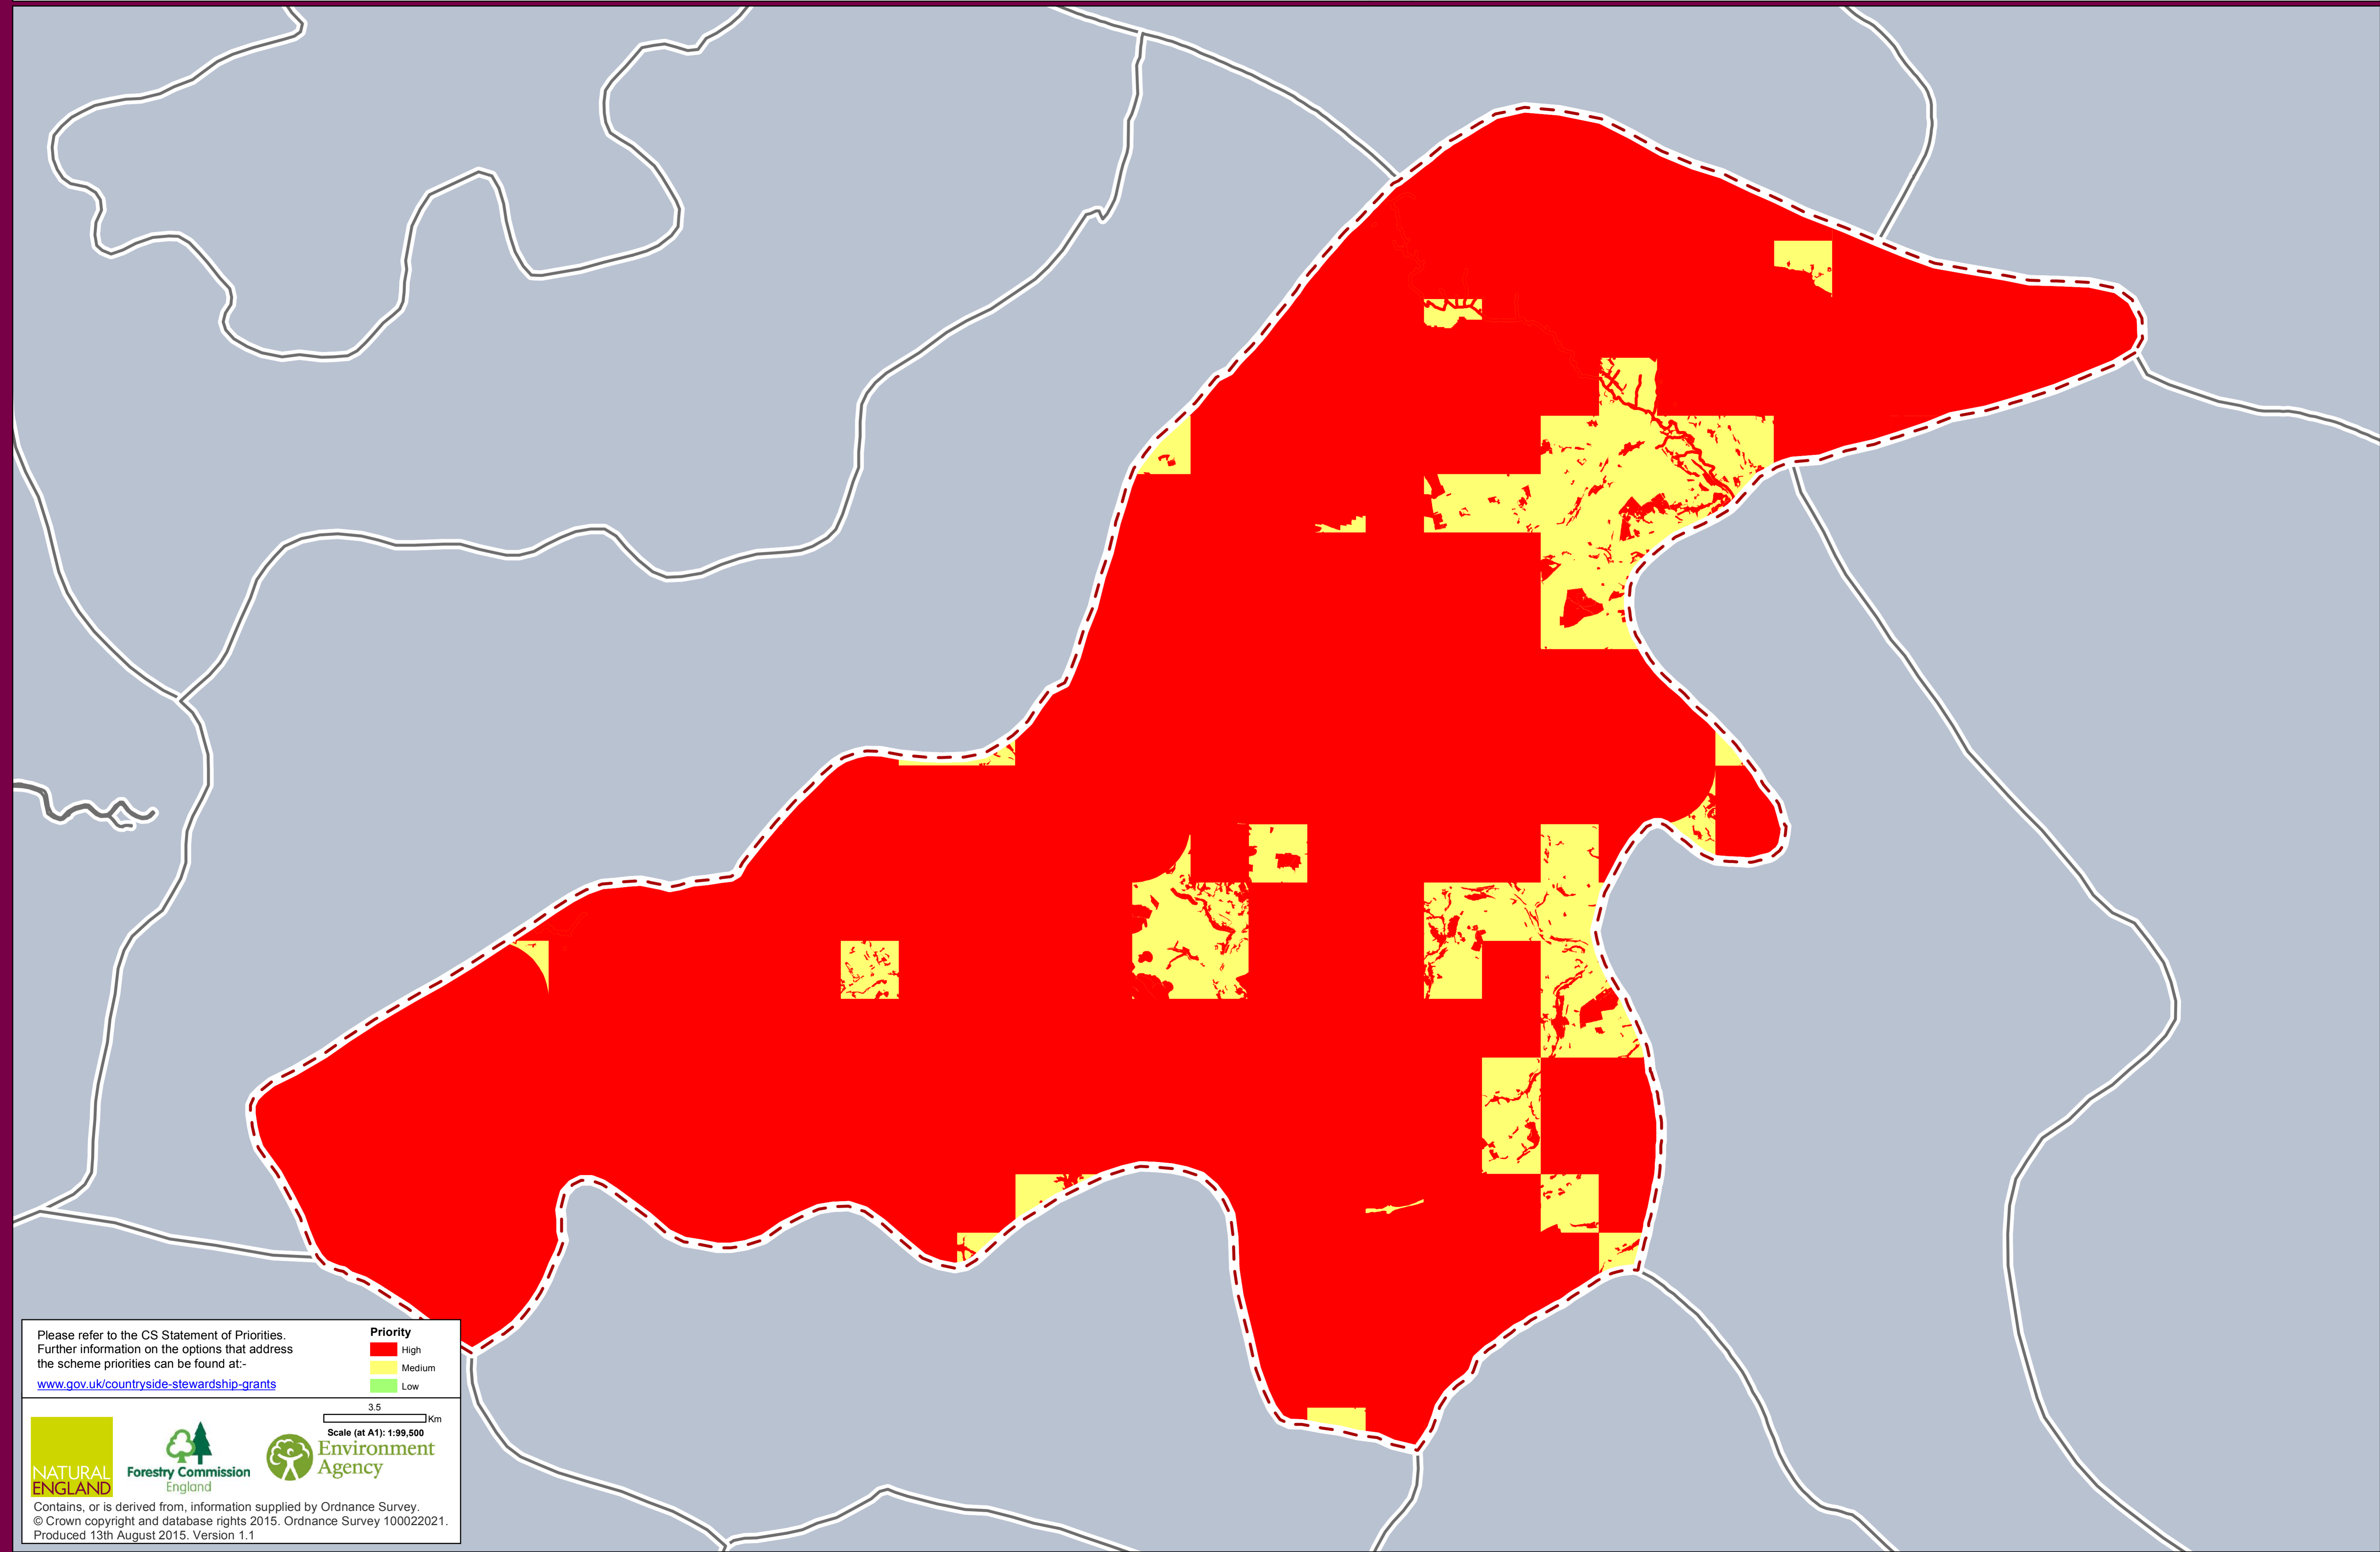 Please refer to the CS Statement of Priorities.
Further information on the options that address
the scheme priorities can be found at:-
www.gov.uk/countryside-stewardship-grants
Priority
High
Medium
Low
3.5
Km
Scale (at A1): 1:99,500
NATURAL
ENGLAND
Forestry Commission
England
Environment
Agency
Contains, or is derived from, information supplied by Ordnance Survey.
© Crown copyright and database rights 2015. Ordnance Survey 100022021.
Produced 13th August 2015. Version 1.1